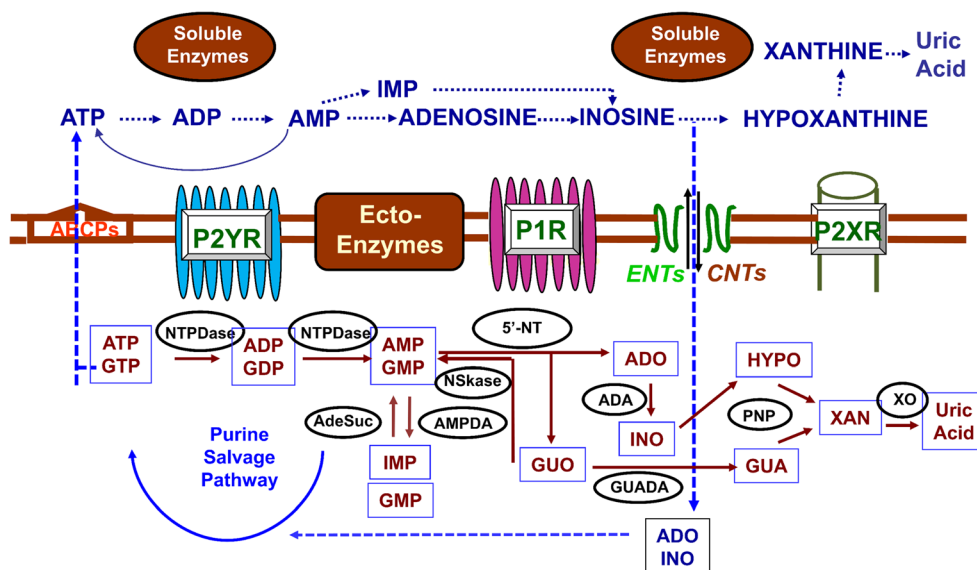 Soluble
Enzymes
Soluble
Enzymes
XANTHINE
Uric
Acid
IMP
ATP
ADP
AMP
ADENOSINE
INOSINE
HYPOXANTHINE
ABCPs
P2YR
Ecto-
Enzymes
P1R
ENTs
CNTs
P2XR
ATP
GTP
NTPDase
ADP
GDP
NTPDase
AMP
GMP
5’-NT
NSkase
ADO
HYPO
ADA
INO
PNP
XAN
XO
Uric
Acid
AdeSuc
AMPDA
IMP
GMP
GUO
GUADA
GUA
Purine
Salvage
Pathway
ADO
INO